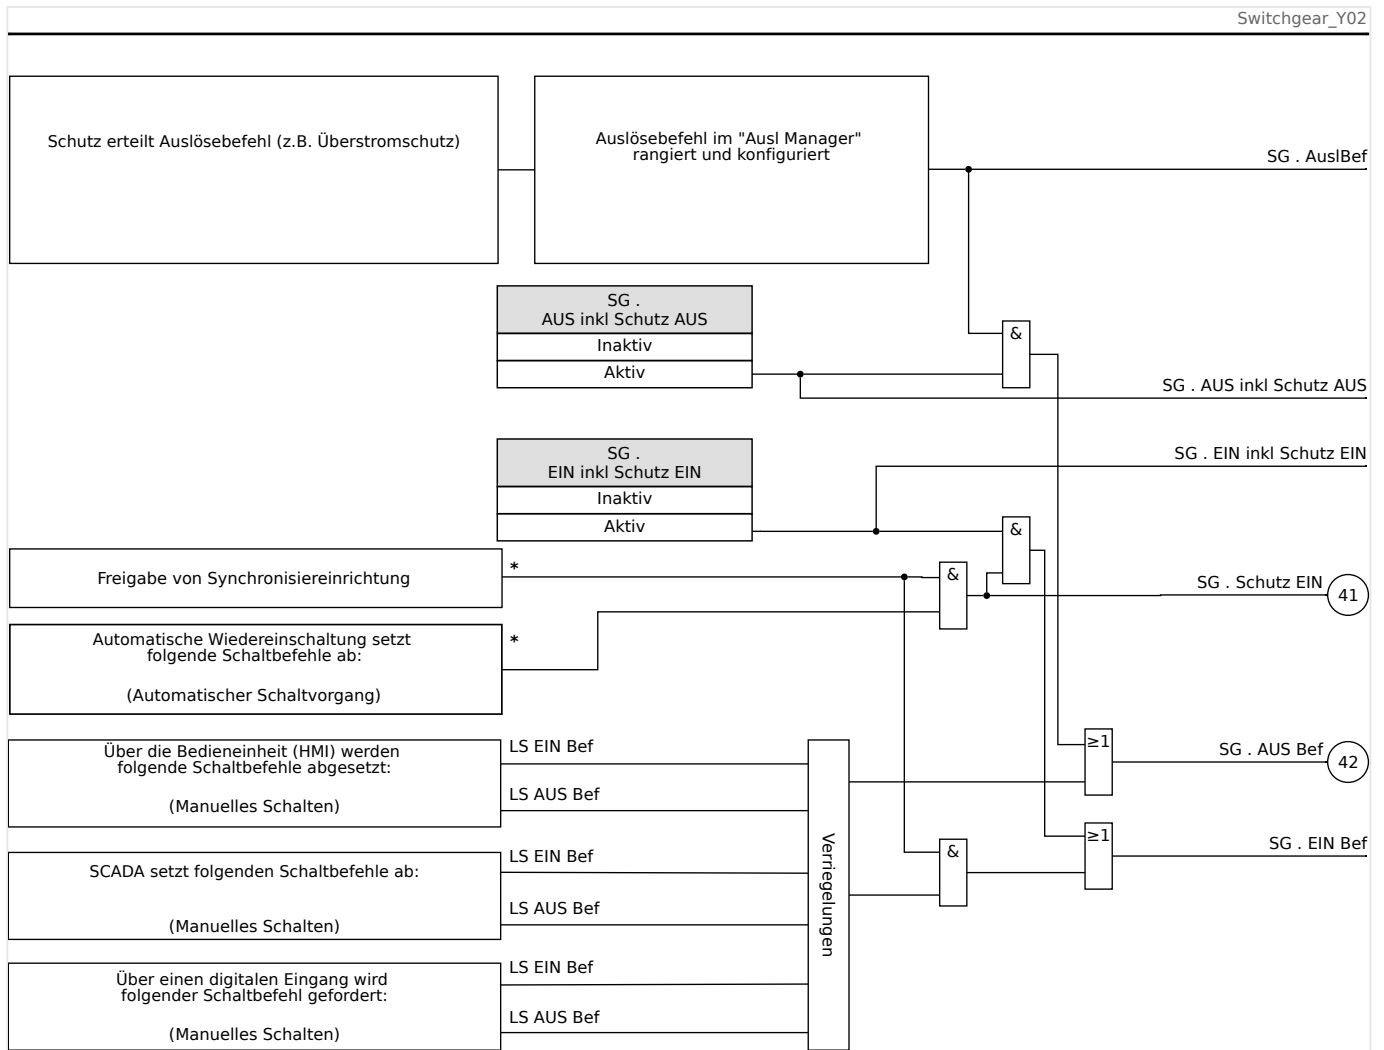 Switchgear_Y02
Schutz erteilt Auslösebefehl (z.B. Überstromschutz)
Auslösebefehl im "Ausl Manager"
rangiert und konfiguriert
SG . AuslBef
SG .
AUS inkl Schutz AUS
Inaktiv
Aktiv
&
SG . AUS inkl Schutz AUS
SG .
EIN inkl Schutz EIN
Inaktiv
Aktiv
SG . EIN inkl Schutz EIN
&
Freigabe von Synchronisiereinrichtung
*
&
SG . Schutz EIN
41
Automatische Wiedereinschaltung setzt
folgende Schaltbefehle ab:
(Automatischer Schaltvorgang)
*
Über die Bedieneinheit (HMI) werden
folgende Schaltbefehle abgesetzt:
(Manuelles Schalten)
LS EIN Bef
LS AUS Bef
≥1
SG . AUS Bef
42
SCADA setzt folgenden Schaltbefehle ab:
(Manuelles Schalten)
LS EIN Bef
LS AUS Bef
Verriegelungen
&
≥1
SG . EIN Bef
Über einen digitalen Eingang wird
folgender Schaltbefehl gefordert:
(Manuelles Schalten)
LS EIN Bef
LS AUS Bef